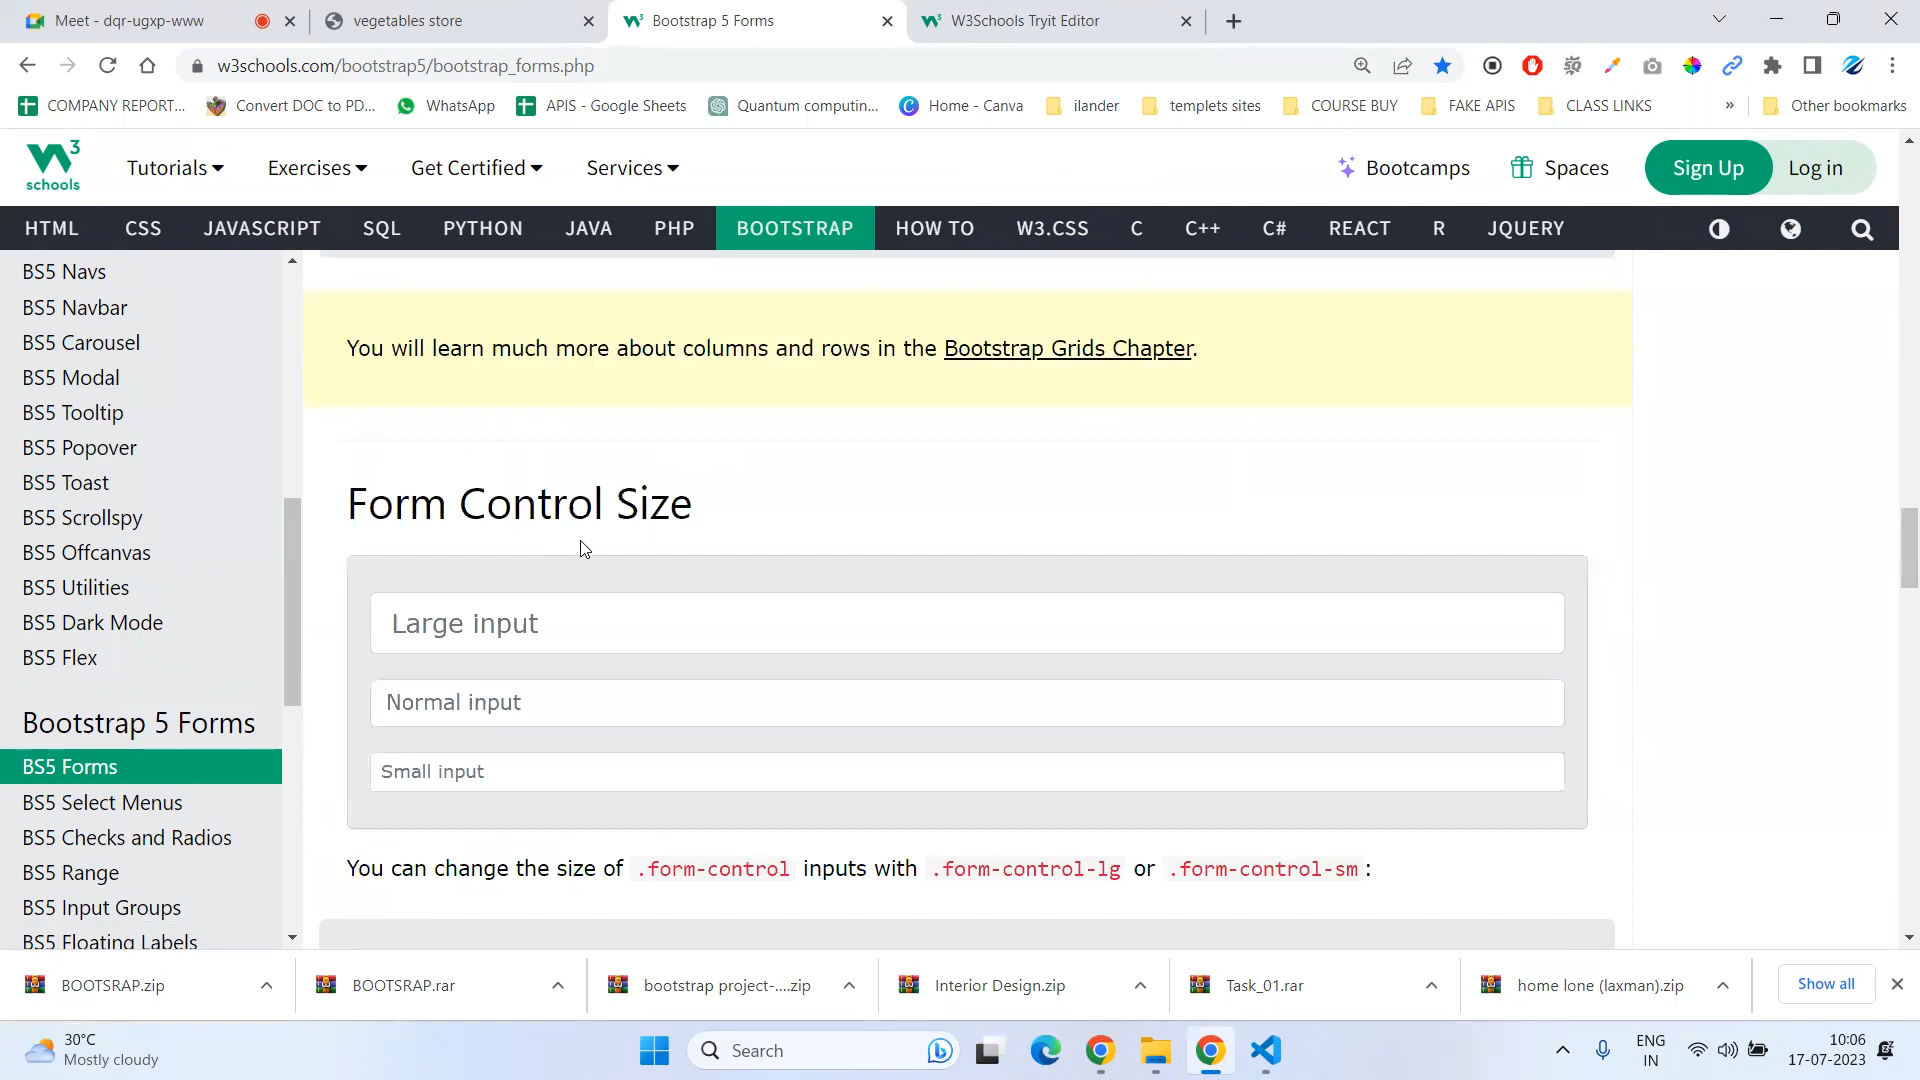 Meet - dqr-ugxp-www
vegetables store
Bootstrap 5 Forms
W3Schools Tryit Editor
w3schools.com/bootstrap5/bootstrap_forms.php
COMPANY REPORT...
Convert DOC to PD...
WhatsApp
APIS - Google Sheets
Quantum computin...
Home - Canva
ilander
templets sites
COURSE BUY
FAKE APIS
CLASS LINKS
»
Other bookmarks
W3 schools
Tutorials
Exercises
Get Certified
Services
Bootcamps
Spaces
Sign Up
Log in
HTML
CSS
JAVASCRIPT
SQL
PYTHON
JAVA
PHP
BOOTSTRAP
HOW TO
W3.CSS
C
C++
C#
REACT
R
JQUERY
BS5 Navs
BS5 Navbar
BS5 Carousel
BS5 Modal
BS5 Tooltip
BS5 Popover
BS5 Toast
BS5 Scrollspy
BS5 Offcanvas
BS5 Utilities
BS5 Dark Mode
BS5 Flex
Bootstrap 5 Forms
BS5 Forms
BS5 Select Menus
BS5 Checks and Radios
BS5 Range
BS5 Input Groups
BS5 Floating Labels
You will learn much more about columns and rows in the Bootstrap Grids Chapter.
Form Control Size
Large input
Normal input
Small input
You can change the size of .form-control inputs with .form-control-lg or .form-control-sm:
BOOTSRAP.zip
BOOTSRAP.rar
bootstrap project-....zip
Interior Design.zip
Task_01.rar
home lone (laxman).zip
Show all
30°C
Mostly cloudy
Search
ENG
IN
10:06
17-07-2023